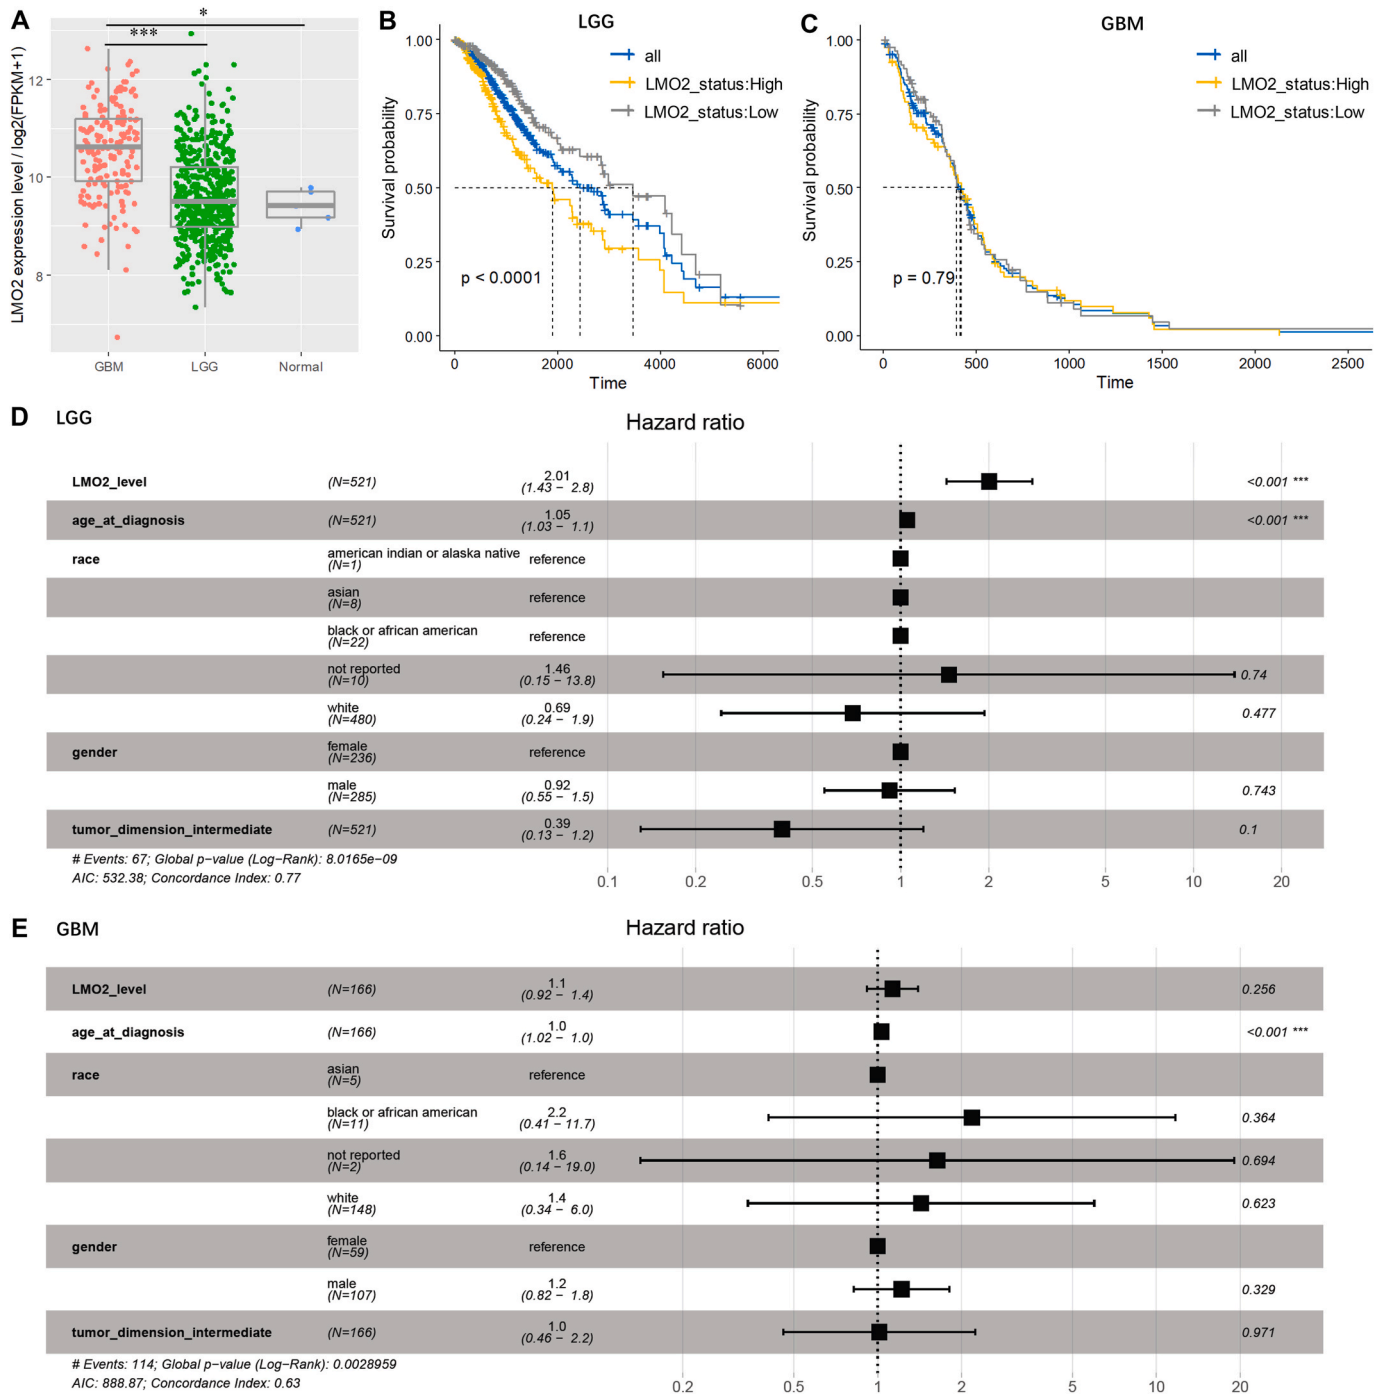 A
*
***
LMO2 expression level / log2(FPKM+1)
12
10
8
GBM
LGG
Normal
B
LGG
all
LMO2_status:High
LMO2_status:Low
Survival probability
1.00
0.75
0.50
0.25
0.00
p < 0.0001
0
2000
4000
6000
Time
C
GBM
all
LMO2_status:High
LMO2_status:Low
Survival probability
1.00
0.75
0.50
0.25
0.00
p = 0.79
0
500
1000
1500
2000
2500
Time
D
LGG
Hazard ratio
LMO2_level (N=521) 2.01 <0.001 ***
(1.43 − 2.8)
age_at_diagnosis (N=521) 1.05 <0.001 ***
(1.03 − 1.1)
race american indian or alaska native reference
(N=1)
asian reference
(N=8)
black or african american reference
(N=22)
not reported 1.46 0.74
(N=10) (0.15 − 13.8)
white 0.69 0.477
(N=480) (0.24 − 1.9)
gender female reference
(N=236)
male 0.92 0.743
(N=285) (0.55 − 1.5)
tumor_dimension_intermediate (N=521) 0.39 0.1
(0.13 − 1.2)
# Events: 67; Global p−value (Log−Rank): 8.0165e−09
AIC: 532.38; Concordance Index: 0.77
0.1 0.2 0.5 1 2 5 10 20
E
GBM
Hazard ratio
LMO2_level (N=166) 1.1 0.256
(0.92 − 1.4)
age_at_diagnosis (N=166) 1.0 <0.001 ***
(1.02 − 1.0)
race asian reference
(N=5)
black or african american 2.2 0.364
(N=11) (0.41 − 11.7)
not reported 1.6 0.694
(N=2) (0.14 − 19.0)
white 1.4 0.623
(N=148) (0.34 − 6.0)
gender female reference
(N=59)
male 1.2 0.329
(N=107) (0.82 − 1.8)
tumor_dimension_intermediate (N=166) 1.0 0.971
(0.46 − 2.2)
# Events: 114; Global p−value (Log−Rank): 0.0028959
AIC: 888.87; Concordance Index: 0.63
0.2 0.5 1 2 5 10 20